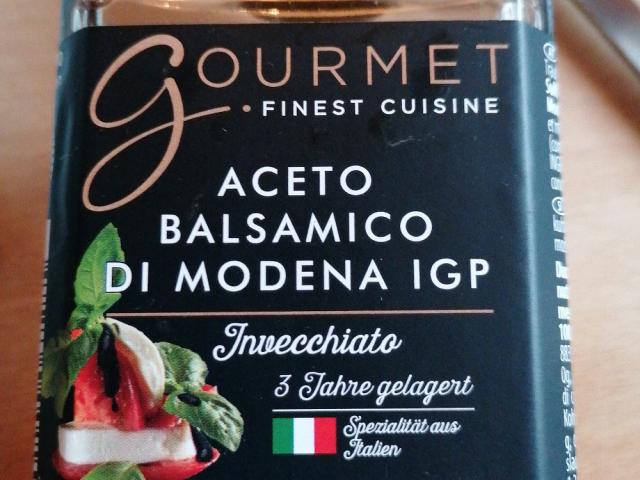 GOURMET
FINEST CUISINE
ACETO
BALSAMICO
DI MODENA IGP
Invecchiato
3 Jahre gelagert
Spezialität aus
Italien